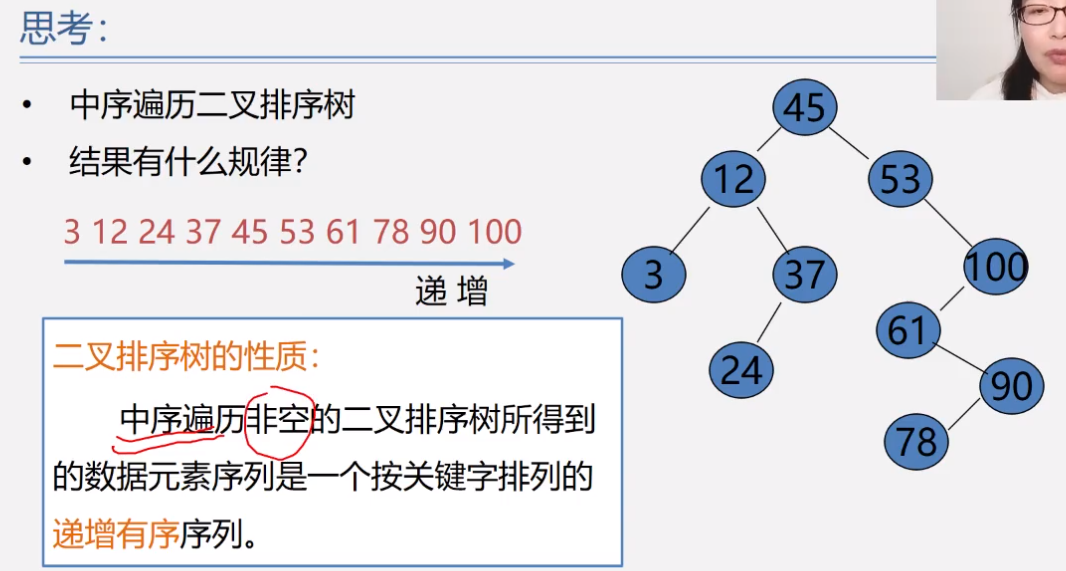 思考：
• 中序遍历二叉排序树
• 结果有什么规律？
3 12 24 37 45 53 61 78 90 100
递 增
二叉排序树的性质：
中序遍历非空的二叉排序树所得到
的数据元素序列是一个按关键字排列的
递增有序序列。
45
12
53
3
37
100
61
24
90
78